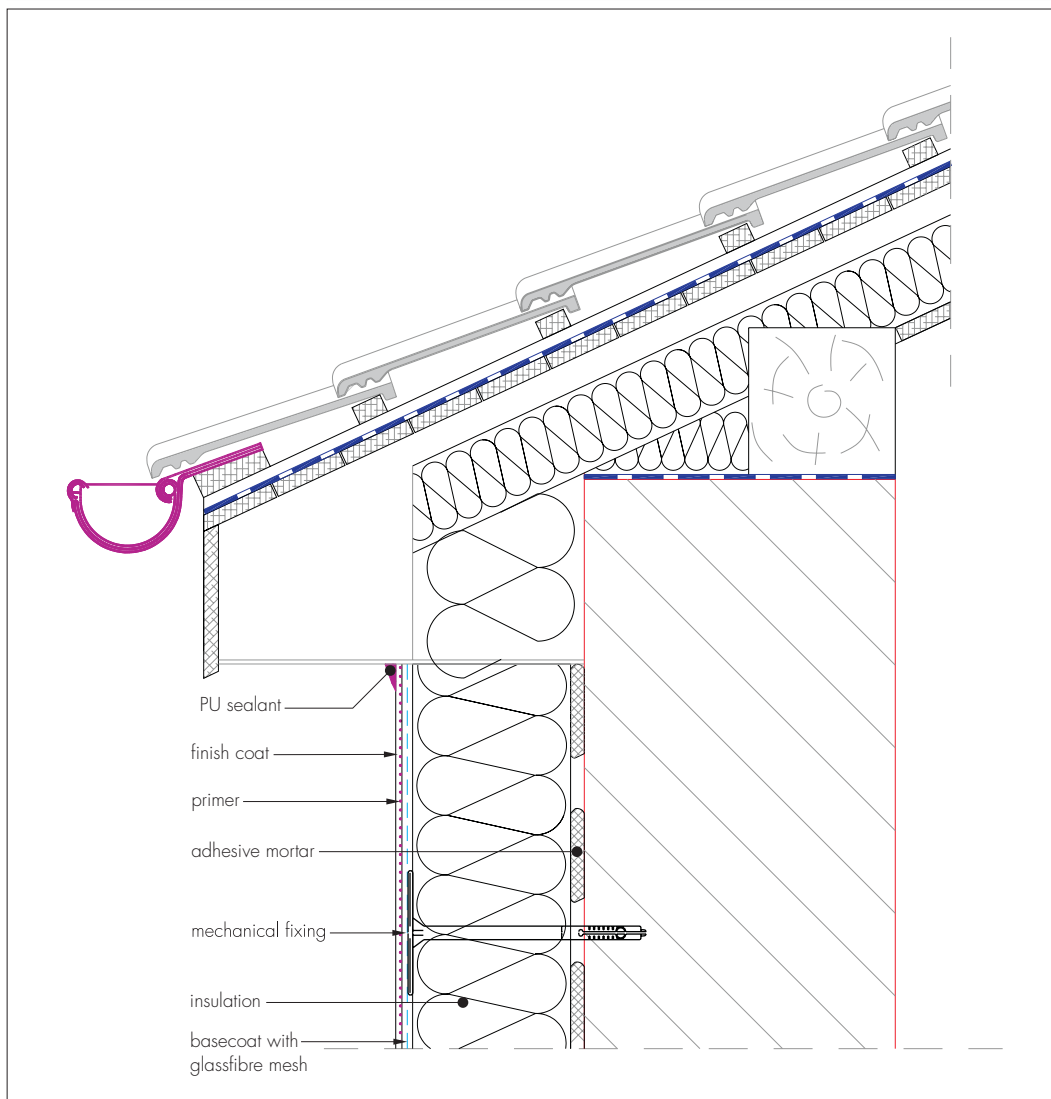 PU sealant
finish coat
primer
adhesive mortar
mechanical fixing
insulation
basecoat with
glassfibre mesh